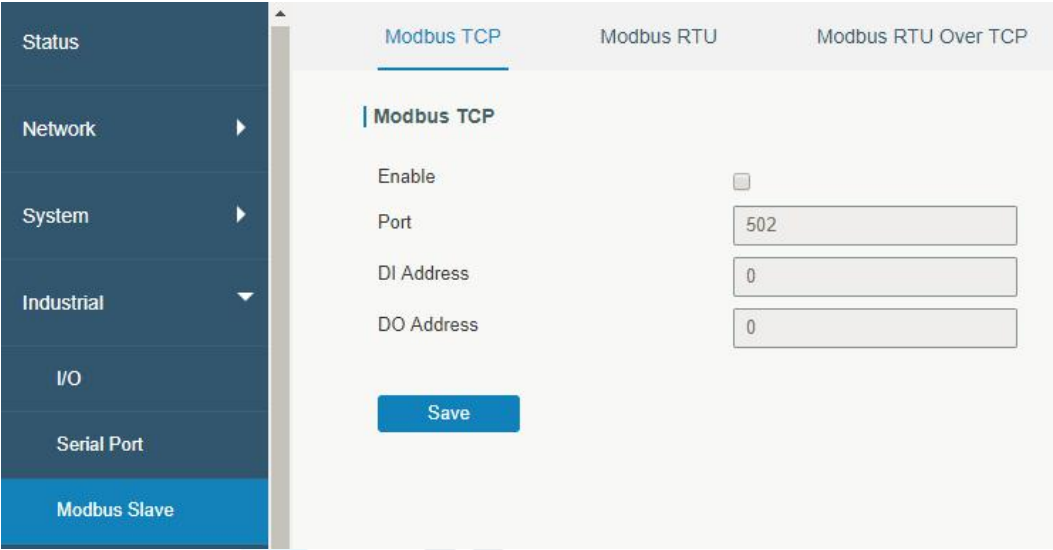 Status
Network
System
Industrial
I/O
Serial Port
Modbus Slave
Modbus TCP Modbus RTU Modbus RTU Over TCP
Modbus TCP
Enable
Port 502
DI Address 0
DO Address 0
Save